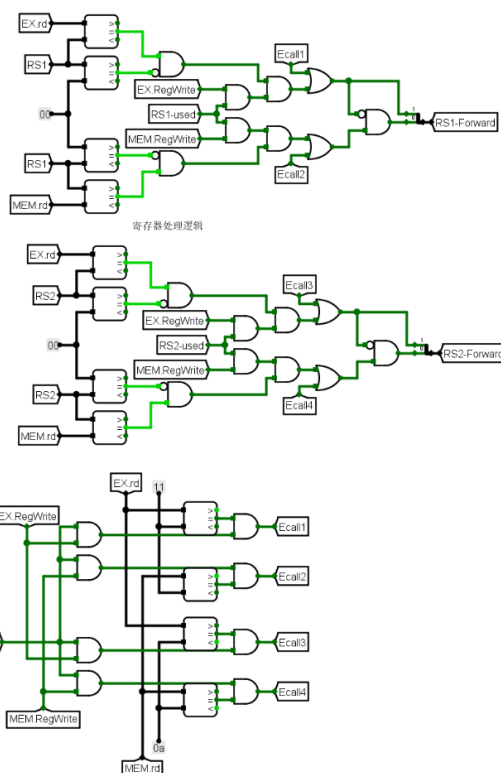 EX.rd
Ecall1
RS1
EX.RegWrite
00
RS1-used
RS1-Forward
MEM.RegWrite
RS1
Ecall2
MEM.rd
寄存器处理逻辑
EX.rd
Ecall3
RS2
EX.RegWrite
00
RS2-used
RS2-Forward
MEM.RegWrite
RS2
Ecall4
MEM.rd
EX.rd
11
EX.RegWrite
Ecall1
Ecall2
Ecall3
Ecall4
MEM.RegWrite
0a
MEM.rd